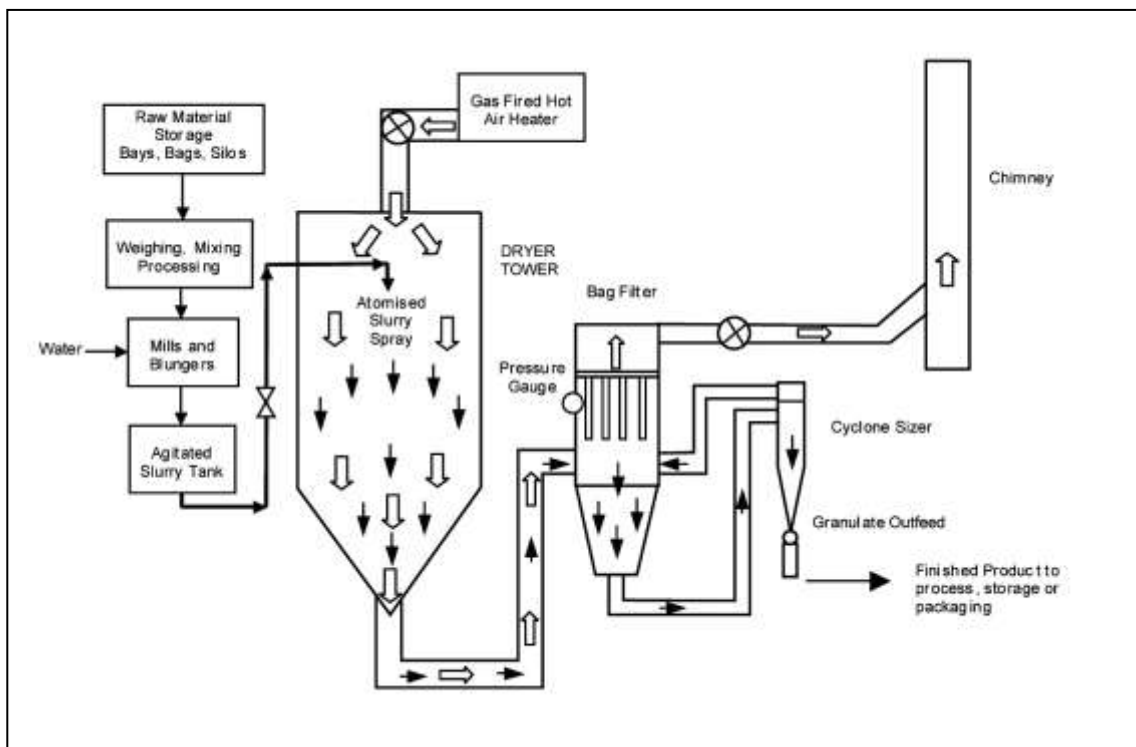 Raw Material
Storage
Bays, Bags, Silos
Weighing, Mixing
Processing
Water
Mills and
Blungers
Agitated
Slurry Tank
Gas Fired Hot
Air Heater
DRYER
TOWER
Atomised
Slurry
Spray
Bag Filter
Pressure
Gauge
Chimney
Cyclone Sizer
Granulate Outfeed
Finished Product to
process, storage or
packaging